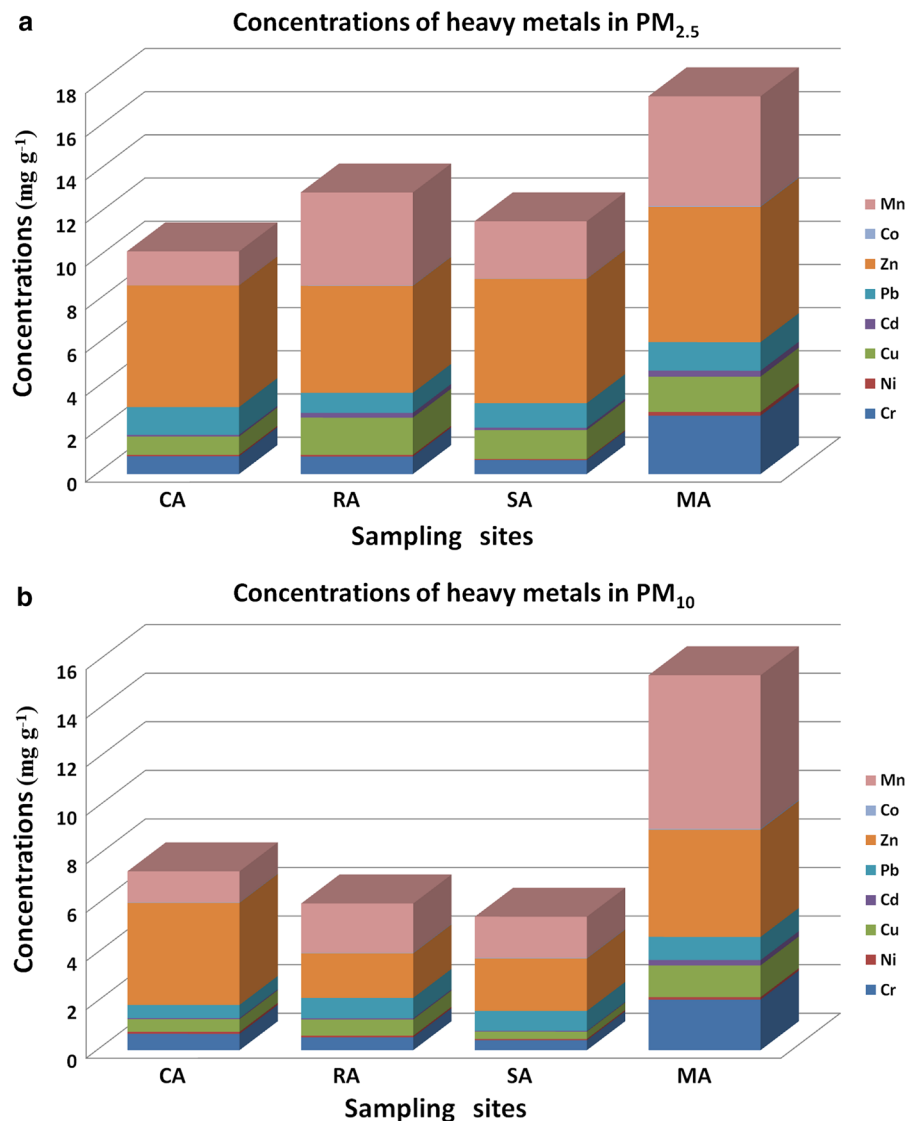 a
Concentrations of heavy metals in PM2.5
Concentrations (mg g-1)
18
16
14
12
10
8
6
4
2
0
CA RA SA MA
Sampling sites
Mn
Co
Zn
Pb
Cd
Cu
Ni
Cr
b
Concentrations of heavy metals in PM10
Concentrations (mg g-1)
16
14
12
10
8
6
4
2
0
CA RA SA MA
Sampling sites
Mn
Co
Zn
Pb
Cd
Cu
Ni
Cr